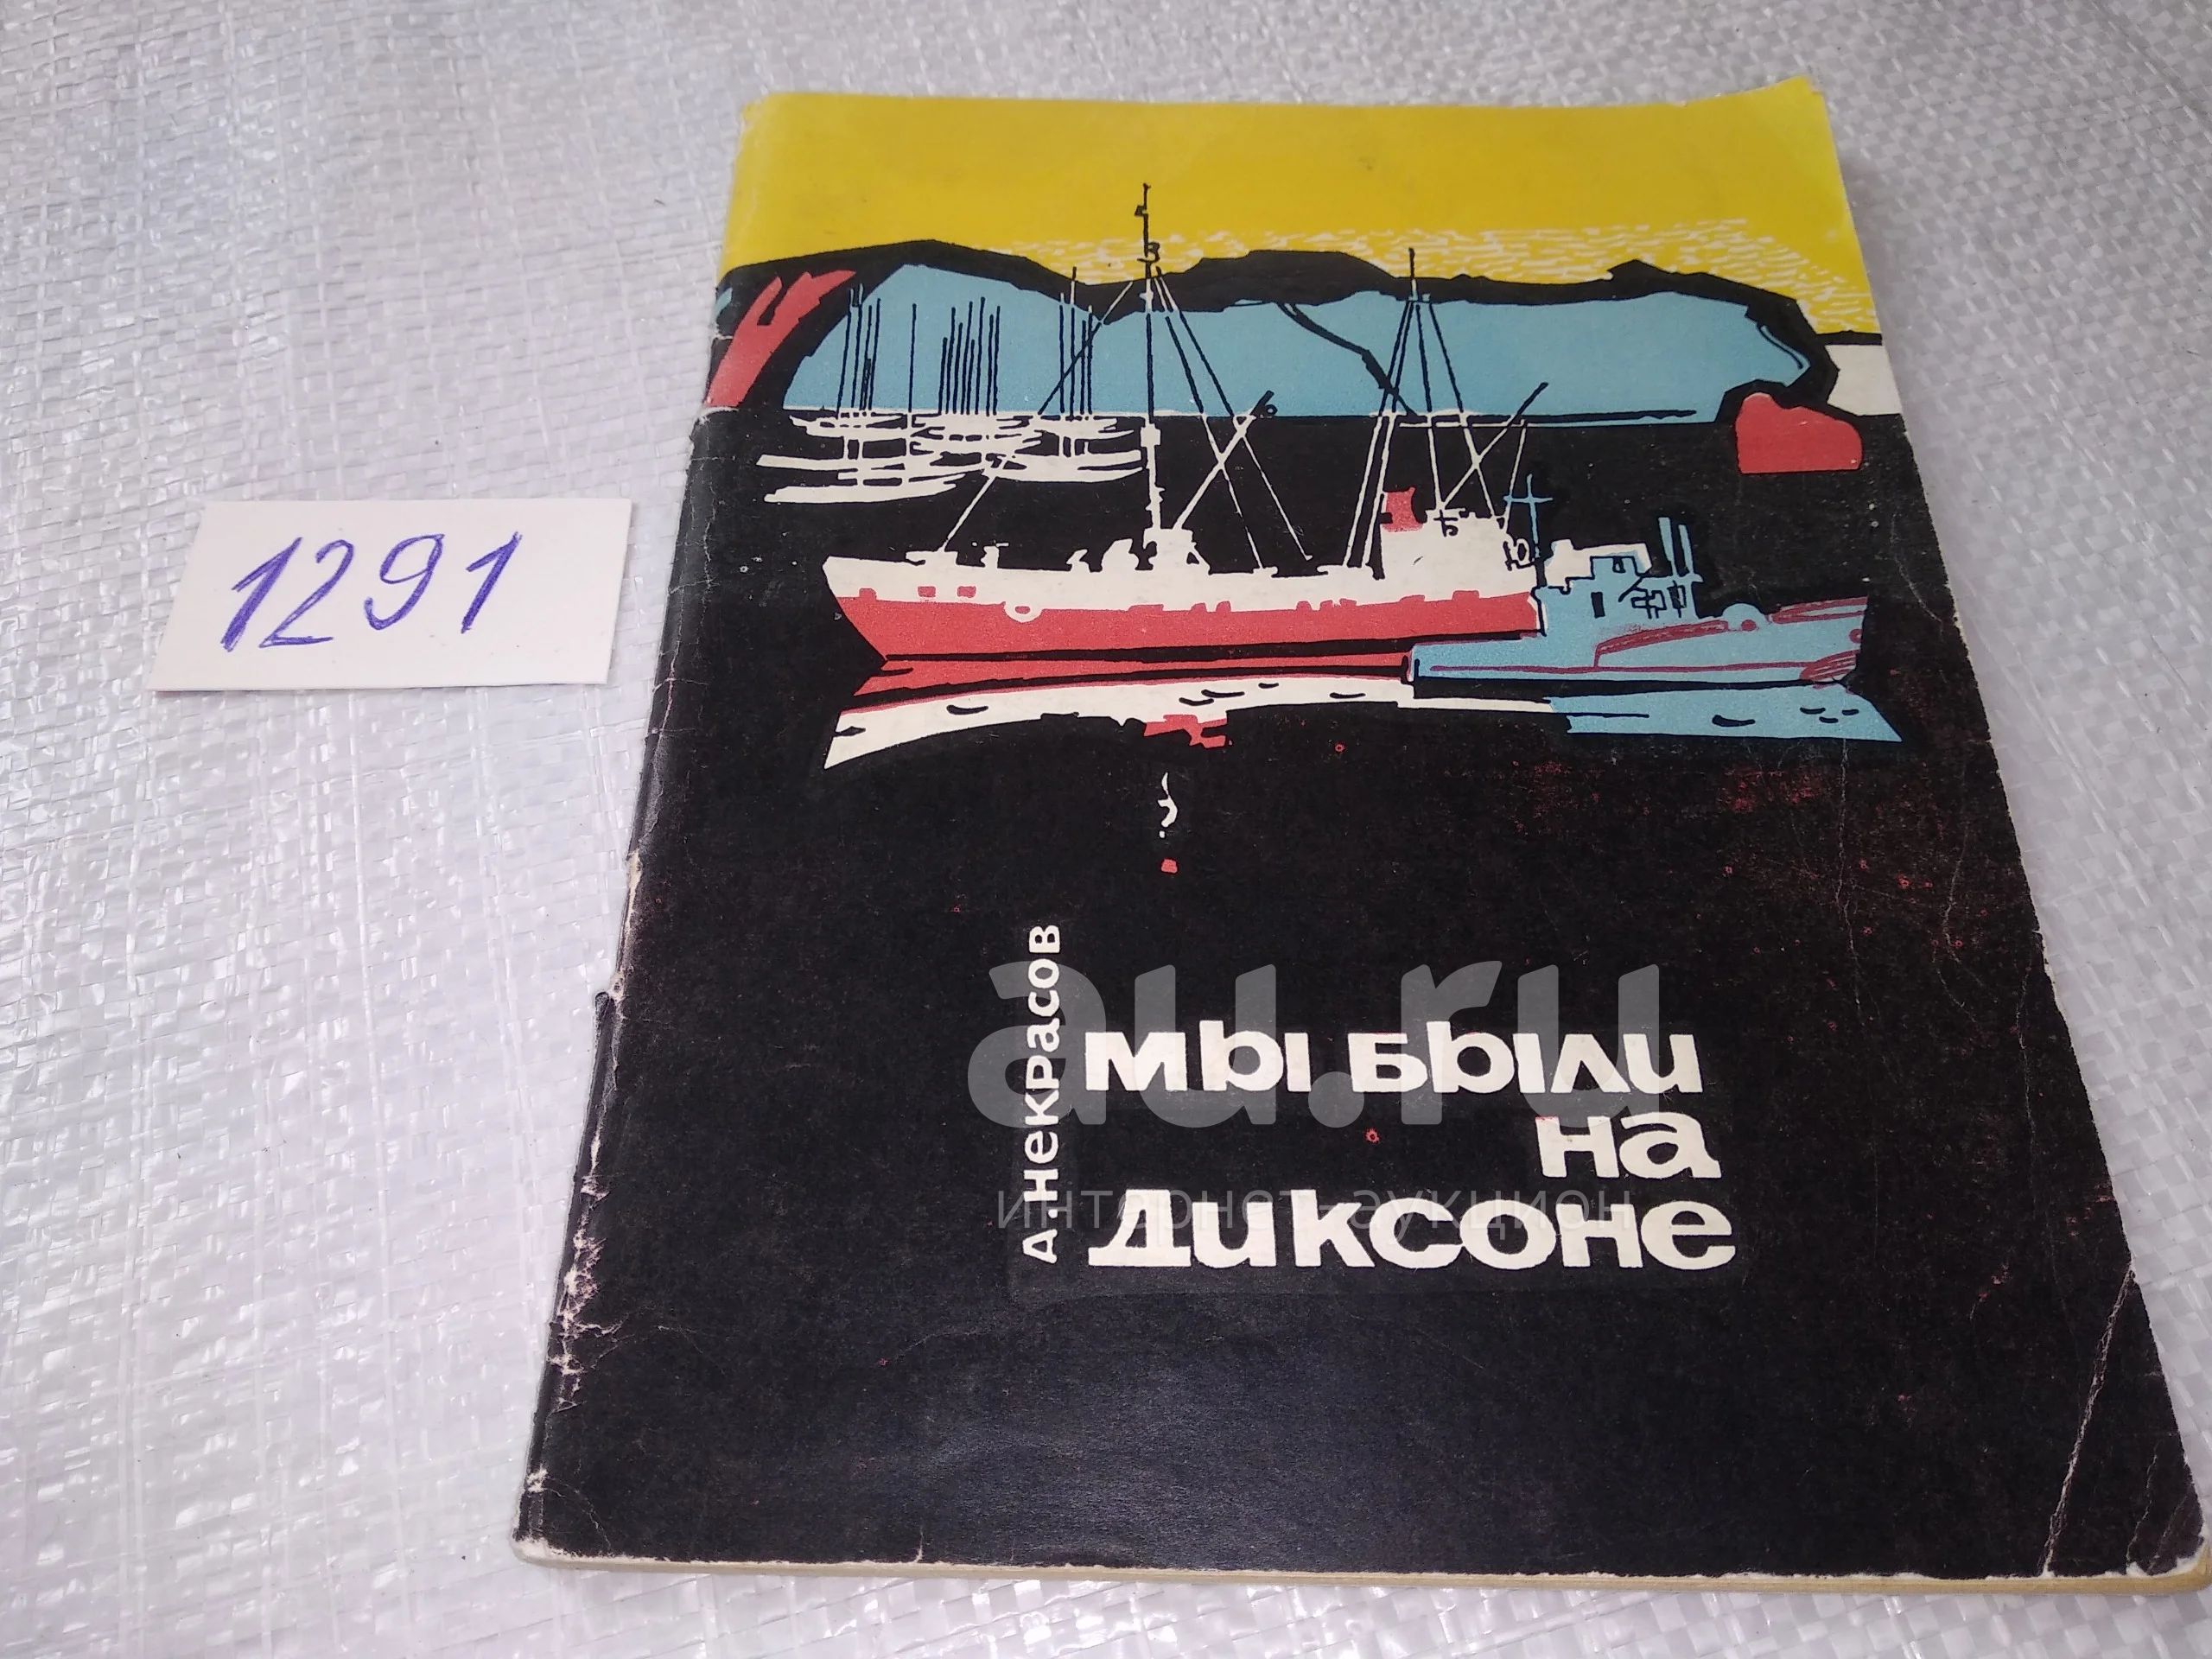 1291
А. Некрасов
Мы были
на
Диксоне
au.ru
интернет-аукцион